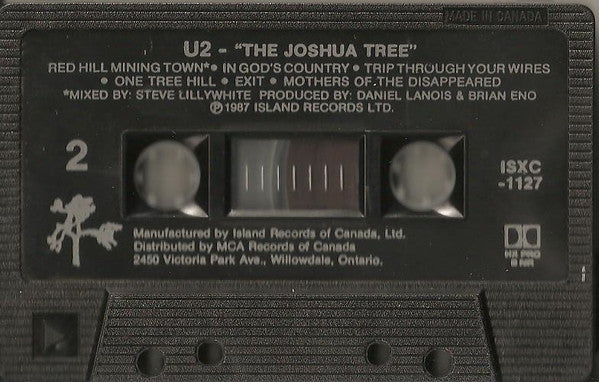 MADE IN CANADA
U2 - "THE JOSHUA TREE"
RED HILL MINING TOWN* • IN GOD'S COUNTRY • TRIP THROUGH YOUR WIRES
• ONE TREE HILL • EXIT • MOTHERS OF THE DISAPPEARED
*MIXED BY: STEVE LILLYWHITE PRODUCED BY: DANIEL LANOIS & BRIAN ENO
℗1987 ISLAND RECORDS LTD.
2
ISXC
-1127
Manufactured by Island Records of Canada, Ltd.
Distributed by MCA Records of Canada
2450 Victoria Park Ave., Willowdale, Ontario.
HX PRO
B NR